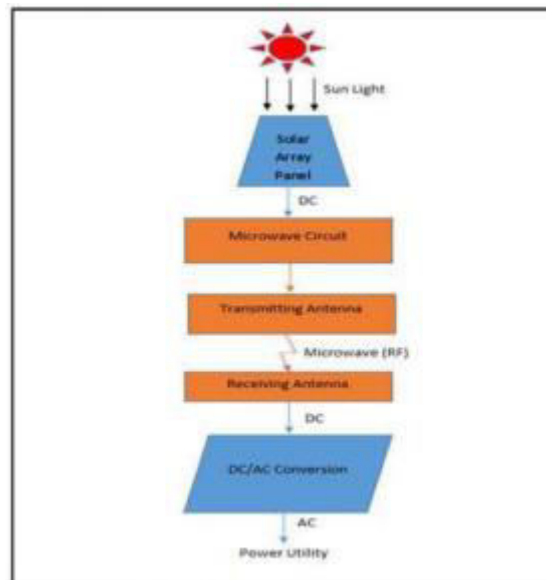 Sun Light
Solar
Array
Panel
DC
Microwave Circuit
Transmitting Antenna
Microwave (RF)
Receiving Antenna
DC
DC/AC Conversion
AC
Power Utility